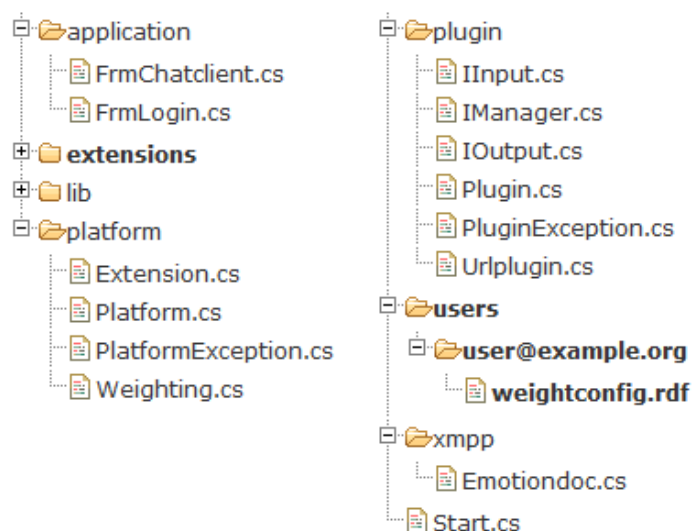 application
FrmChatclient.cs
FrmLogin.cs
extensions
lib
platform
Extension.cs
Platform.cs
PlatformException.cs
Weighting.cs
plugin
IInput.cs
IManager.cs
IOutput.cs
Plugin.cs
PluginException.cs
Urlplugin.cs
users
user@example.org
weightconfig.rdf
xmpp
Emotiondoc.cs
Start.cs